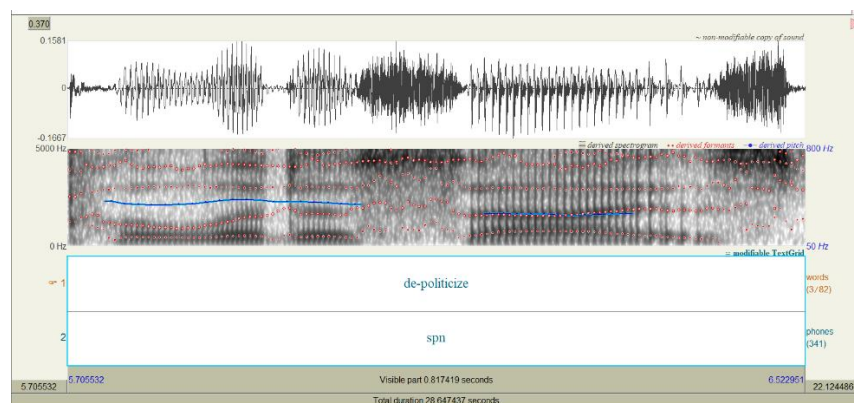 0.370
0.1581
~ non-modifiable copy of sound
0
-0.1667
5000 Hz
derived spectrogram derived formants derived pitch
800 Hz
0 Hz
50 Hz
= modifiable TextGrid
1
de-politicize
words
(3/82)
2
spn
phones
(341)
5.705532
5.705532
Visible part 0.817419 seconds
6.522951
22.124486
Total duration 28.647437 seconds